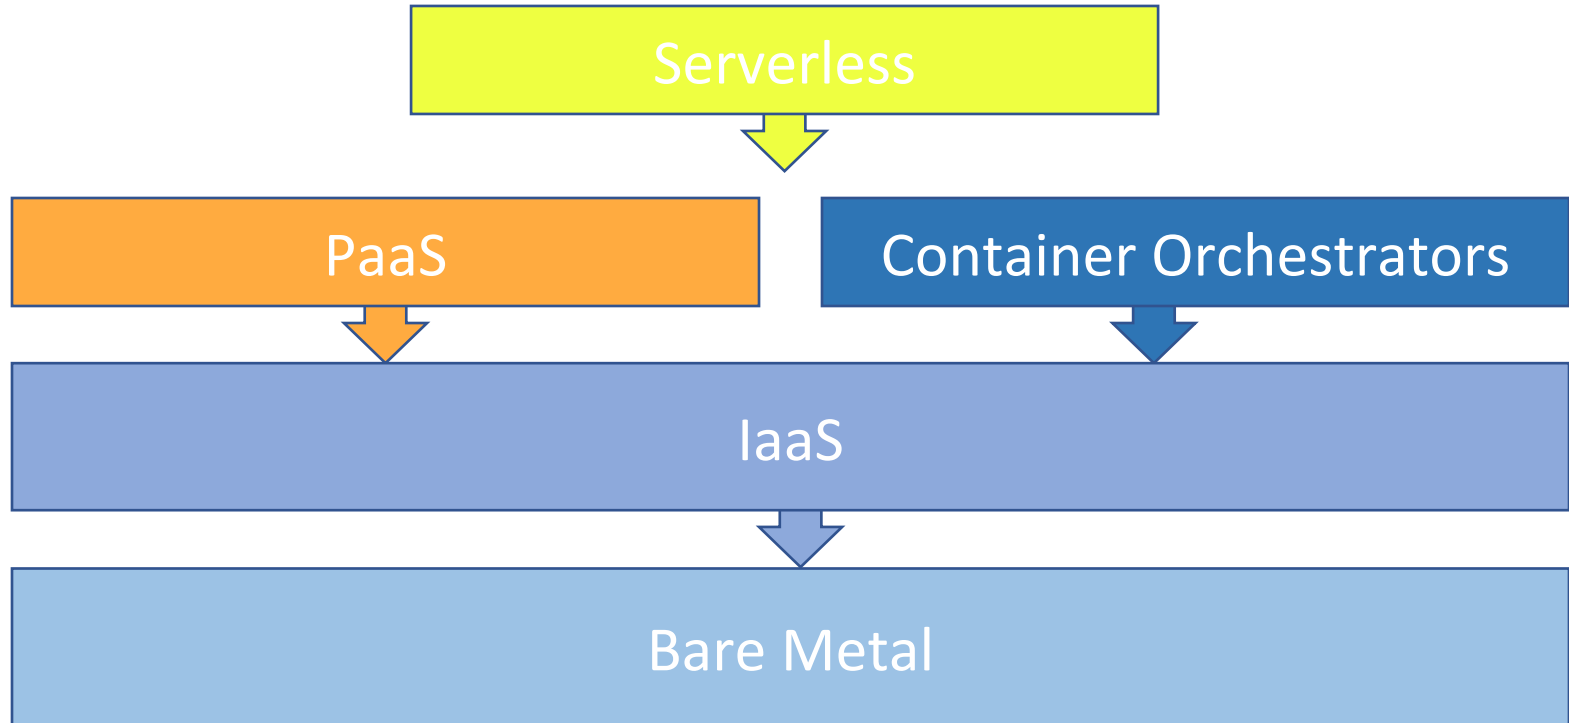 Serverless
PaaS
Container Orchestrators
IaaS
Bare Metal